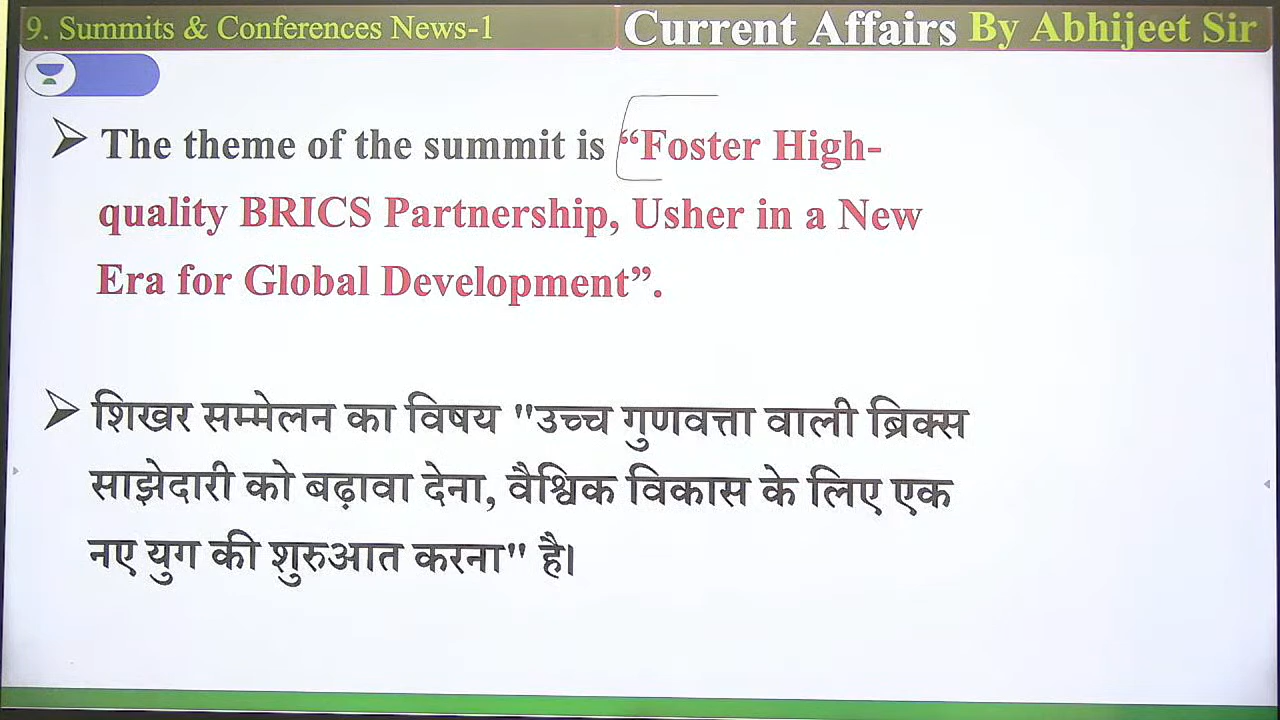 9. Summits & Conferences News-1
Current Affairs By Abhijeet Sir
The theme of the summit is “Foster High-
quality BRICS Partnership, Usher in a New
Era for Global Development”.
शिखर सम्मेलन का विषय "उच्च गुणवत्ता वाली ब्रिक्स
साझेदारी को बढ़ावा देना, वैश्विक विकास के लिए एक
नए युग की शुरुआत करना" है।